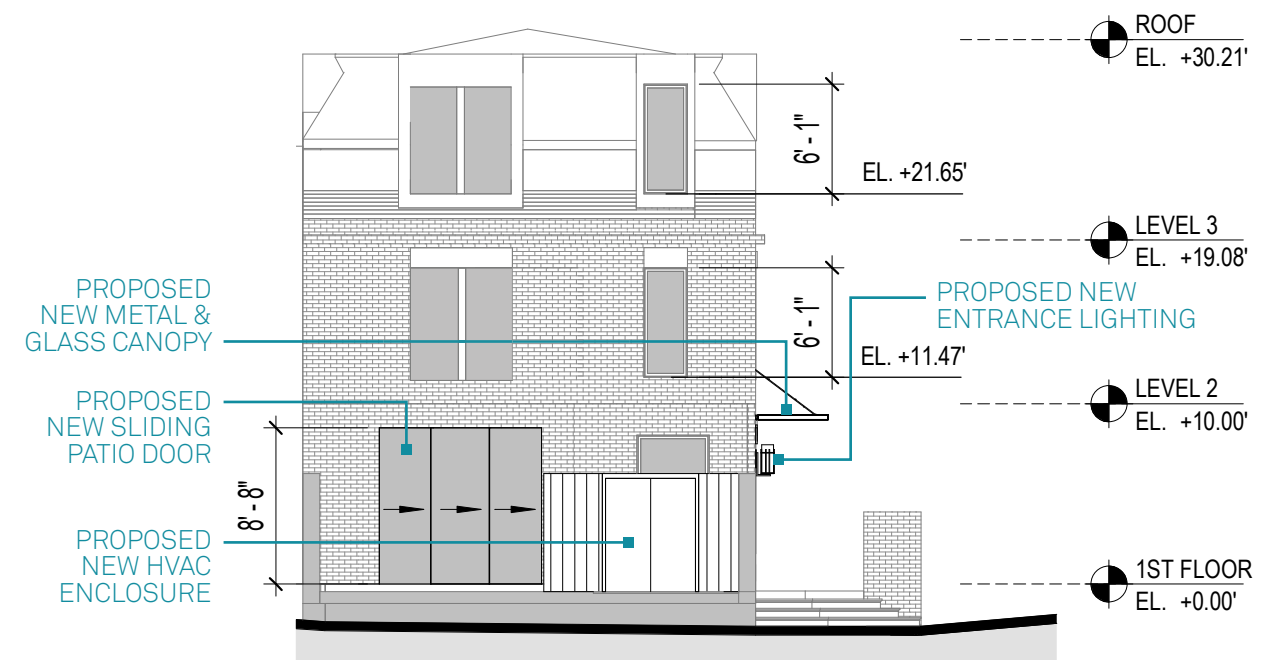 ROOF
EL. +30.21'
6' - 1"
EL. +21.65'
LEVEL 3
EL. +19.08'
PROPOSED
NEW METAL &
GLASS CANOPY
PROPOSED NEW
ENTRANCE LIGHTING
6' - 1"
EL. +11.47'
LEVEL 2
EL. +10.00'
PROPOSED
NEW SLIDING
PATIO DOOR
8' - 8"
PROPOSED
NEW HVAC
ENCLOSURE
1ST FLOOR
EL. +0.00'